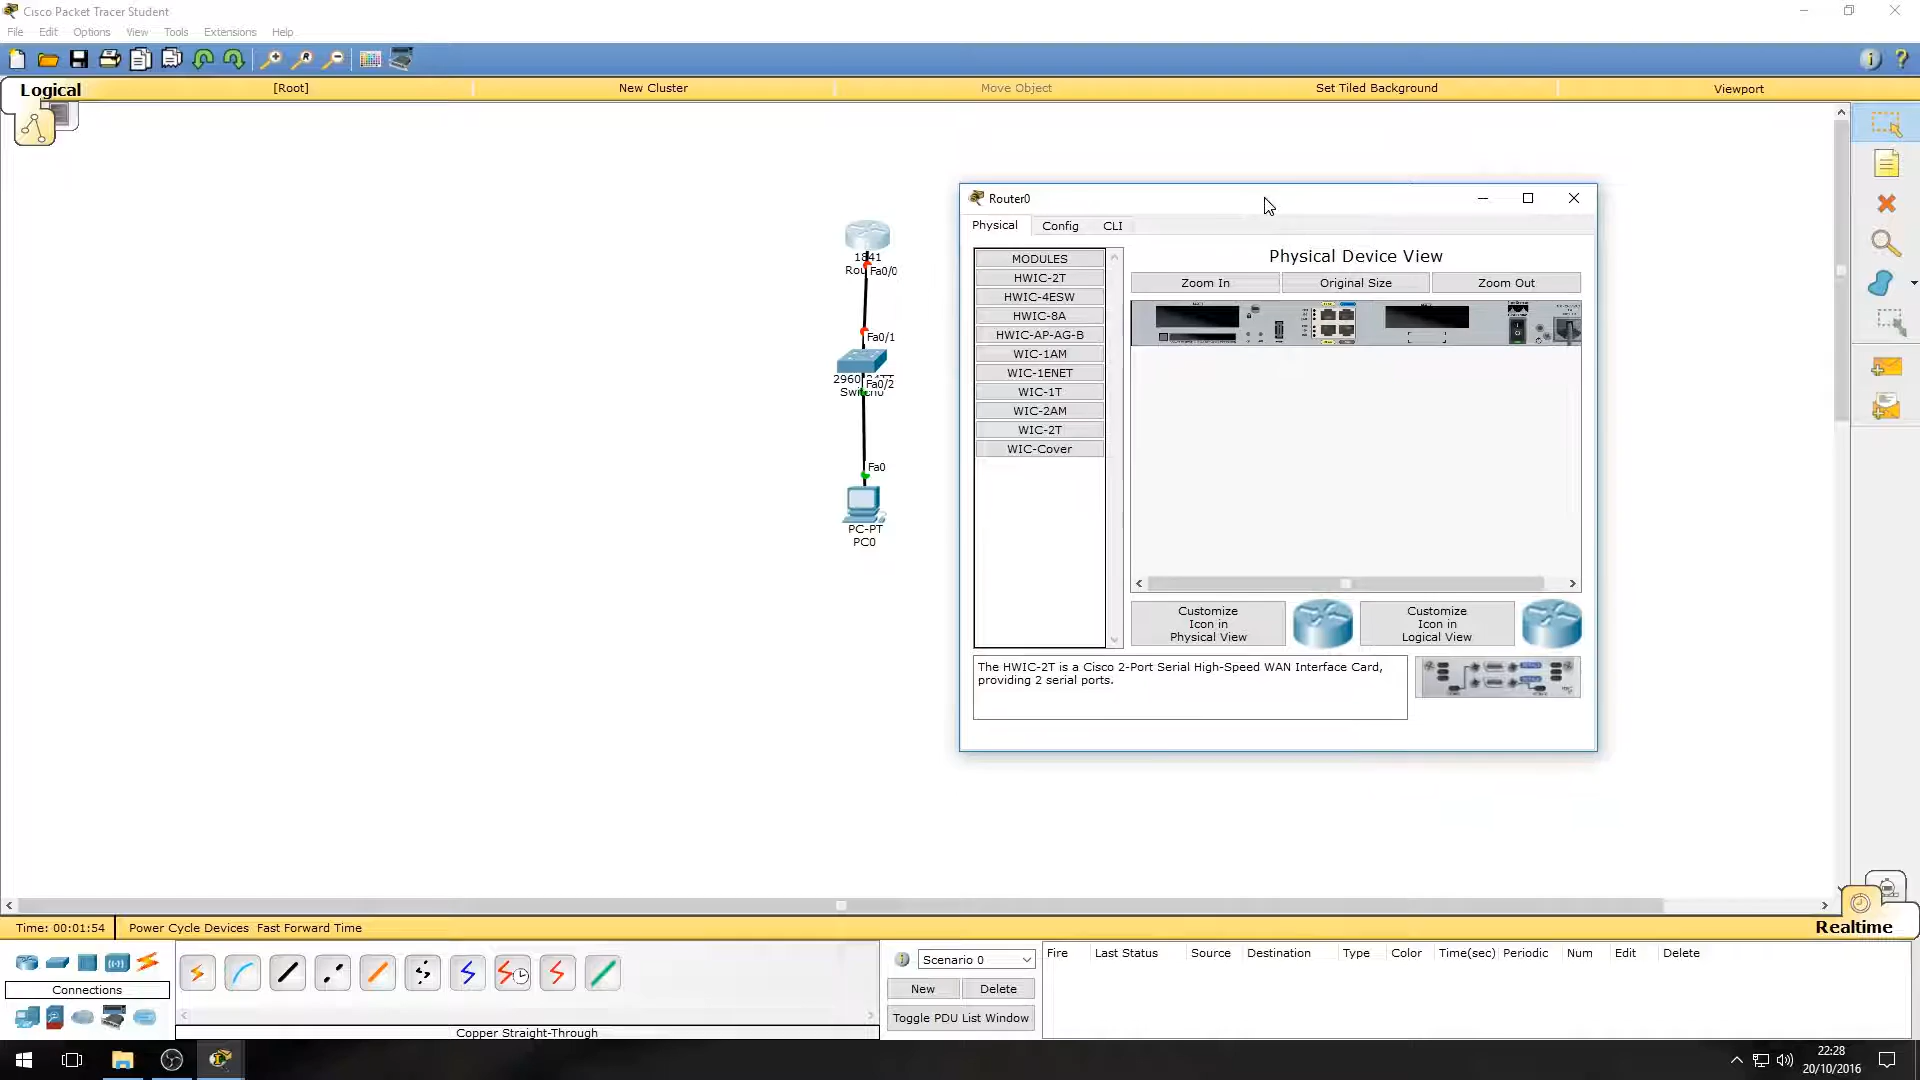 Cisco Packet Tracer Student
File Edit Options View Tools Extensions Help
Logical [Root] New Cluster Move Object Set Tiled Background Viewport
Router0
Physical Config CLI
MODULES
HWIC-2T
HWIC-4ESW
HWIC-8A
HWIC-AP-AG-B
WIC-1AM
WIC-1ENET
WIC-1T
WIC-2AM
WIC-2T
WIC-Cover
Physical Device View
Zoom In Original Size Zoom Out
Customize
Icon in
Physical View
Customize
Icon in
Logical View
The HWIC-2T is a Cisco 2-Port Serial High-Speed WAN Interface Card,
providing 2 serial ports.
1841
Fa0/0
Fa0/1
Fa0/2
Fa0
PC-PT
PC0
Time: 00:01:54 Power Cycle Devices Fast Forward Time
Realtime
Connections
Copper Straight-Through
Scenario 0
New Delete
Toggle PDU List Window
Fire Last Status Source Destination Type Color Time(sec) Periodic Num Edit Delete
22:28
20/10/2016